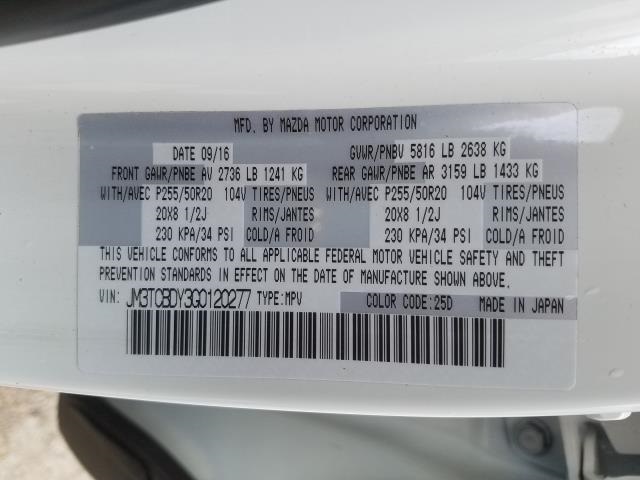 MFD. BY MAZDA MOTOR CORPORATION
DATE 09/16 GVWR/PNBV 5816 LB 2638 KG
FRONT GAWR/PNBE AV 2736 LB 1241 KG REAR GAWR/PNBE AR 3159 LB 1433 KG
WITH/AVEC P255/50R20 104V TIRES/PNEUS WITH/AVEC P255/50R20 104V TIRES/PNEUS
20X8 1/2J RIMS/JANTES 20X8 1/2J RIMS/JANTES
230 KPA/34 PSI COLD/A FROID 230 KPA/34 PSI COLD/A FROID
THIS VEHICLE CONFORMS TO ALL APPLICABLE FEDERAL MOTOR VEHICLE SAFETY AND THEFT
PREVENTION STANDARDS IN EFFECT ON THE DATE OF MANUFACTURE SHOWN ABOVE.
VIN: JM3TCBDY3G0120277 TYPE:MPV COLOR CODE:25D MADE IN JAPAN